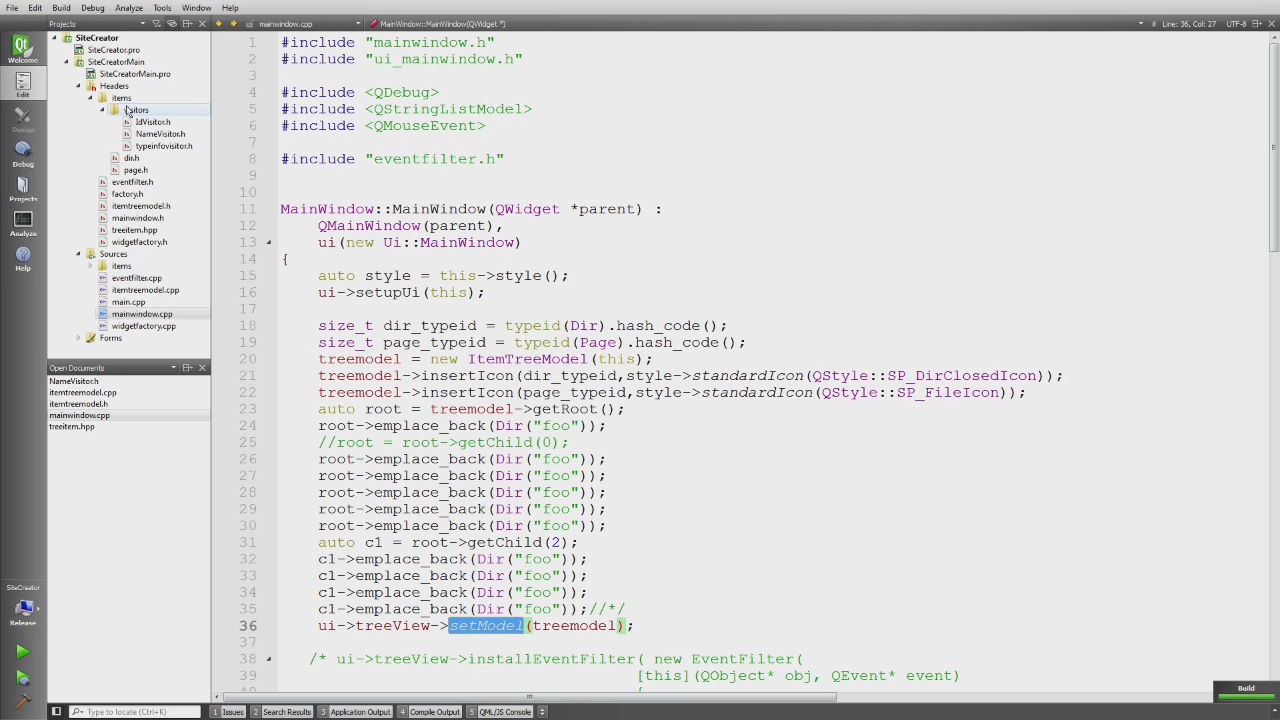 File Edit Build Debug Analyze Tools Window Help
Projects
mainwindow.cpp
MainWindow::MainWindow(QWidget *parent)
# Line: 36, Col: 27
UTF-8
Welcome
Edit
Design
Debug
Projects
Analyze
Help
SiteCreator
Release
SiteCreator
SiteCreator.pro
SiteCreatorMain
SiteCreatorMain.pro
Headers
items
visitors
IdVisitor.h
NameVisitor.h
typeinfovisitor.h
dir.h
page.h
eventfilter.h
factory.h
itemtreemodel.h
mainwindow.h
treeitem.hpp
widgetfactory.h
Sources
items
eventfilter.cpp
itemtreemodel.cpp
main.cpp
mainwindow.cpp
widgetfactory.cpp
Forms
Open Documents
NameVisitor.h
itemtreemodel.cpp
itemtreemodel.h
mainwindow.cpp
treeitem.hpp
1 #include "mainwindow.h"
2 #include "ui_mainwindow.h"
3
4 #include <QDebug>
5 #include <QStringListModel>
6 #include <QMouseEvent>
7
8 #include "eventfilter.h"
9
10
11 MainWindow::MainWindow(QWidget *parent) :
12 QMainWindow(parent),
13 ui(new Ui::MainWindow)
14 {
15 auto style = this->style();
16 ui->setupUi(this);
17
18 size_t dir_typeid = typeid(Dir).hash_code();
19 size_t page_typeid = typeid(Page).hash_code();
20 treemodel = new ItemTreeModel(this);
21 treemodel->insertIcon(dir_typeid,style->standardIcon(QStyle::SP_DirClosedIcon));
22 treemodel->insertIcon(page_typeid,style->standardIcon(QStyle::SP_FileIcon));
23 auto root = treemodel->getRoot();
24 root->emplace_back(Dir("foo"));
25 //root = root->getChild(0);
26 root->emplace_back(Dir("foo"));
27 root->emplace_back(Dir("foo"));
28 root->emplace_back(Dir("foo"));
29 root->emplace_back(Dir("foo"));
30 root->emplace_back(Dir("foo"));
31 auto c1 = root->getChild(2);
32 c1->emplace_back(Dir("foo"));
33 c1->emplace_back(Dir("foo"));
34 c1->emplace_back(Dir("foo"));
35 c1->emplace_back(Dir("foo"));//*/
36 ui->treeView->setModel(treemodel);
37
38 /* ui->treeView->installEventFilter( new EventFilter(
39 [this](QObject* obj, QEvent* event)
Build
Type to locate (Ctrl+K)
1 Issues
2 Search Results
3 Application Output
4 Compile Output
5 QML/JS Console